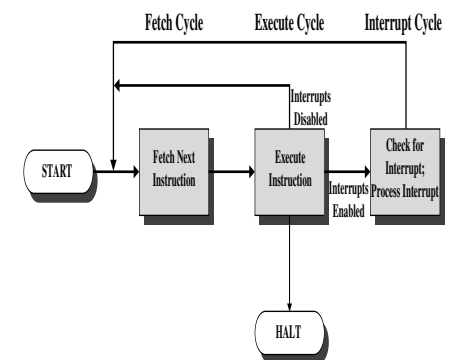 Fetch Cycle Execute Cycle Interrupt Cycle
Interrupts
Disabled
START
Fetch Next
Instruction
Execute
Instruction
Check for
Interrupt;
Process Interrupt
Interrupts
Enabled
HALT